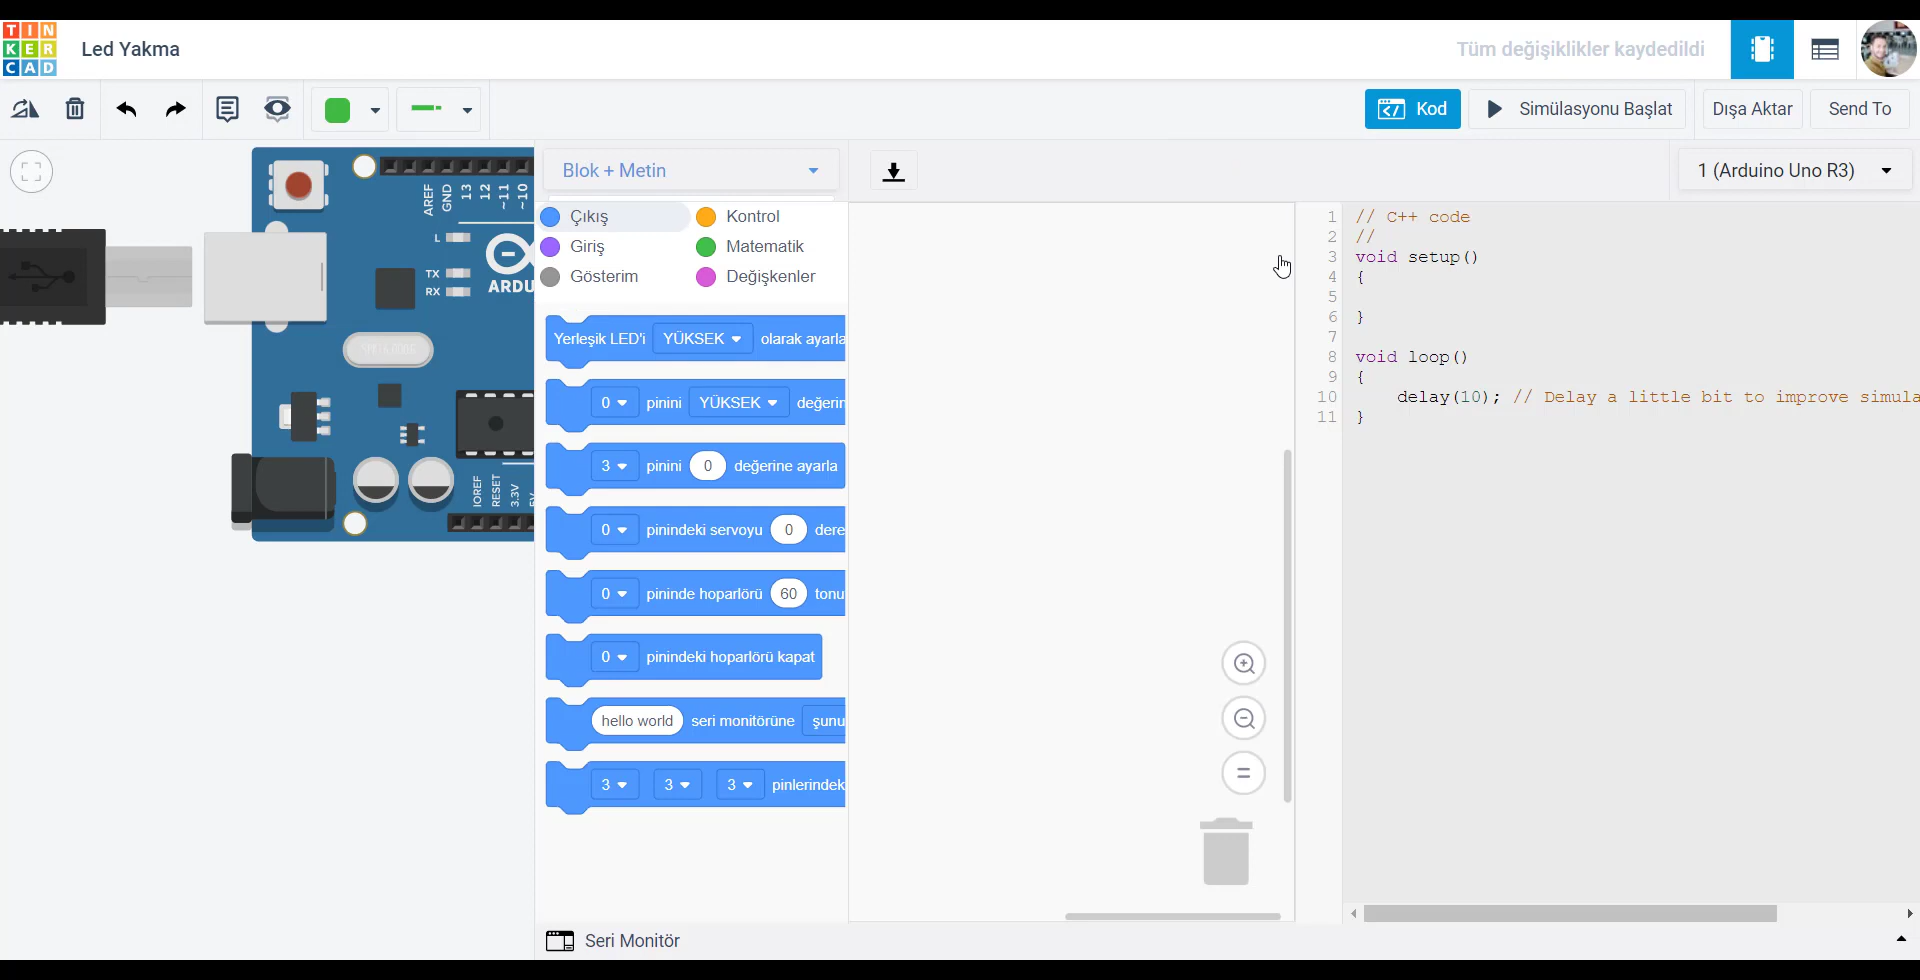 TIN
KER
CAD
Led Yakma
Tüm değişiklikler kaydedildi
Kod
Simülasyonu Başlat
Dışa Aktar
Send To
Blok + Metin
1 (Arduino Uno R3)
Çıkış
Kontrol
Giriş
Matematik
Gösterim
Değişkenler
Yerleşik LED'i YÜKSEK olarak ayarla
0 pinini YÜKSEK değerin
3 pinini 0 değerine ayarla
0 pinindeki servoyu 0 dere
0 pininde hoparlörü 60 tonu
0 pinindeki hoparlörü kapat
hello world seri monitörüne şunu
3 3 3 pinlerindek
AREF
GND
13
12
~11
~10
L
TX
RX
ARDU
IOREF
RESET
3.3V
5V
1 // C++ code
2 //
3 void setup()
4 {
5
6 }
7
8 void loop()
9 {
10 delay(10); // Delay a little bit to improve simula
11 }
Seri Monitör